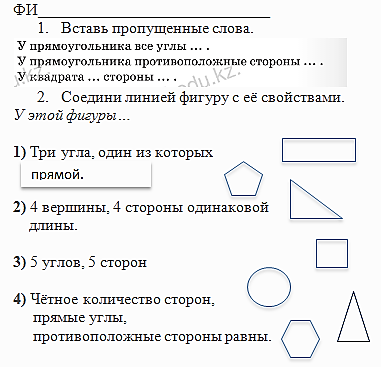 ФИ
1. Вставь пропущенные слова.
У прямоугольника все углы ... .
У прямоугольника противоположные стороны ... .
У квадрата ... стороны ... .
2. Соедини линией фигуру с её свойствами.
У этой фигуры...
1) Три угла, один из которых
прямой.
2) 4 вершины, 4 стороны одинаковой
длины.
3) 5 углов, 5 сторон
4) Чётное количество сторон,
прямые углы,
противоположные стороны равны.